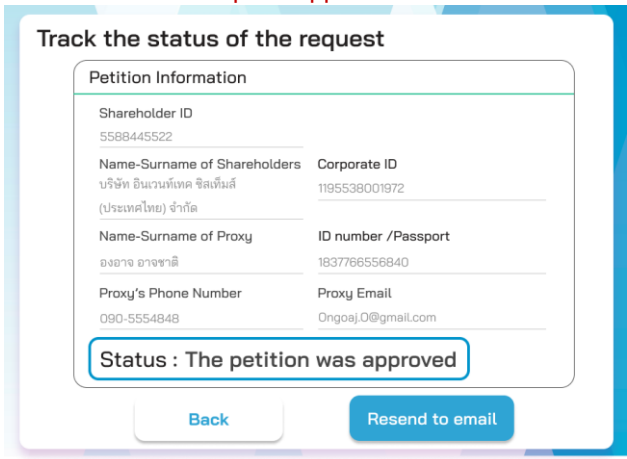 Track the status of the request
Petition Information
Shareholder ID
5588445522
Name-Surname of Shareholders
บริษัท อินเวนท์เทค ซิสเท็มส์
(ประเทศไทย) จำกัด
Corporate ID
1195538001972
Name-Surname of Proxy
องอาจ อาจชาติ
ID number /Passport
1837766556840
Proxy's Phone Number
090-5554848
Proxy Email
Ongoaj.O@gmail.com
Status : The petition was approved
Back
Resend to email